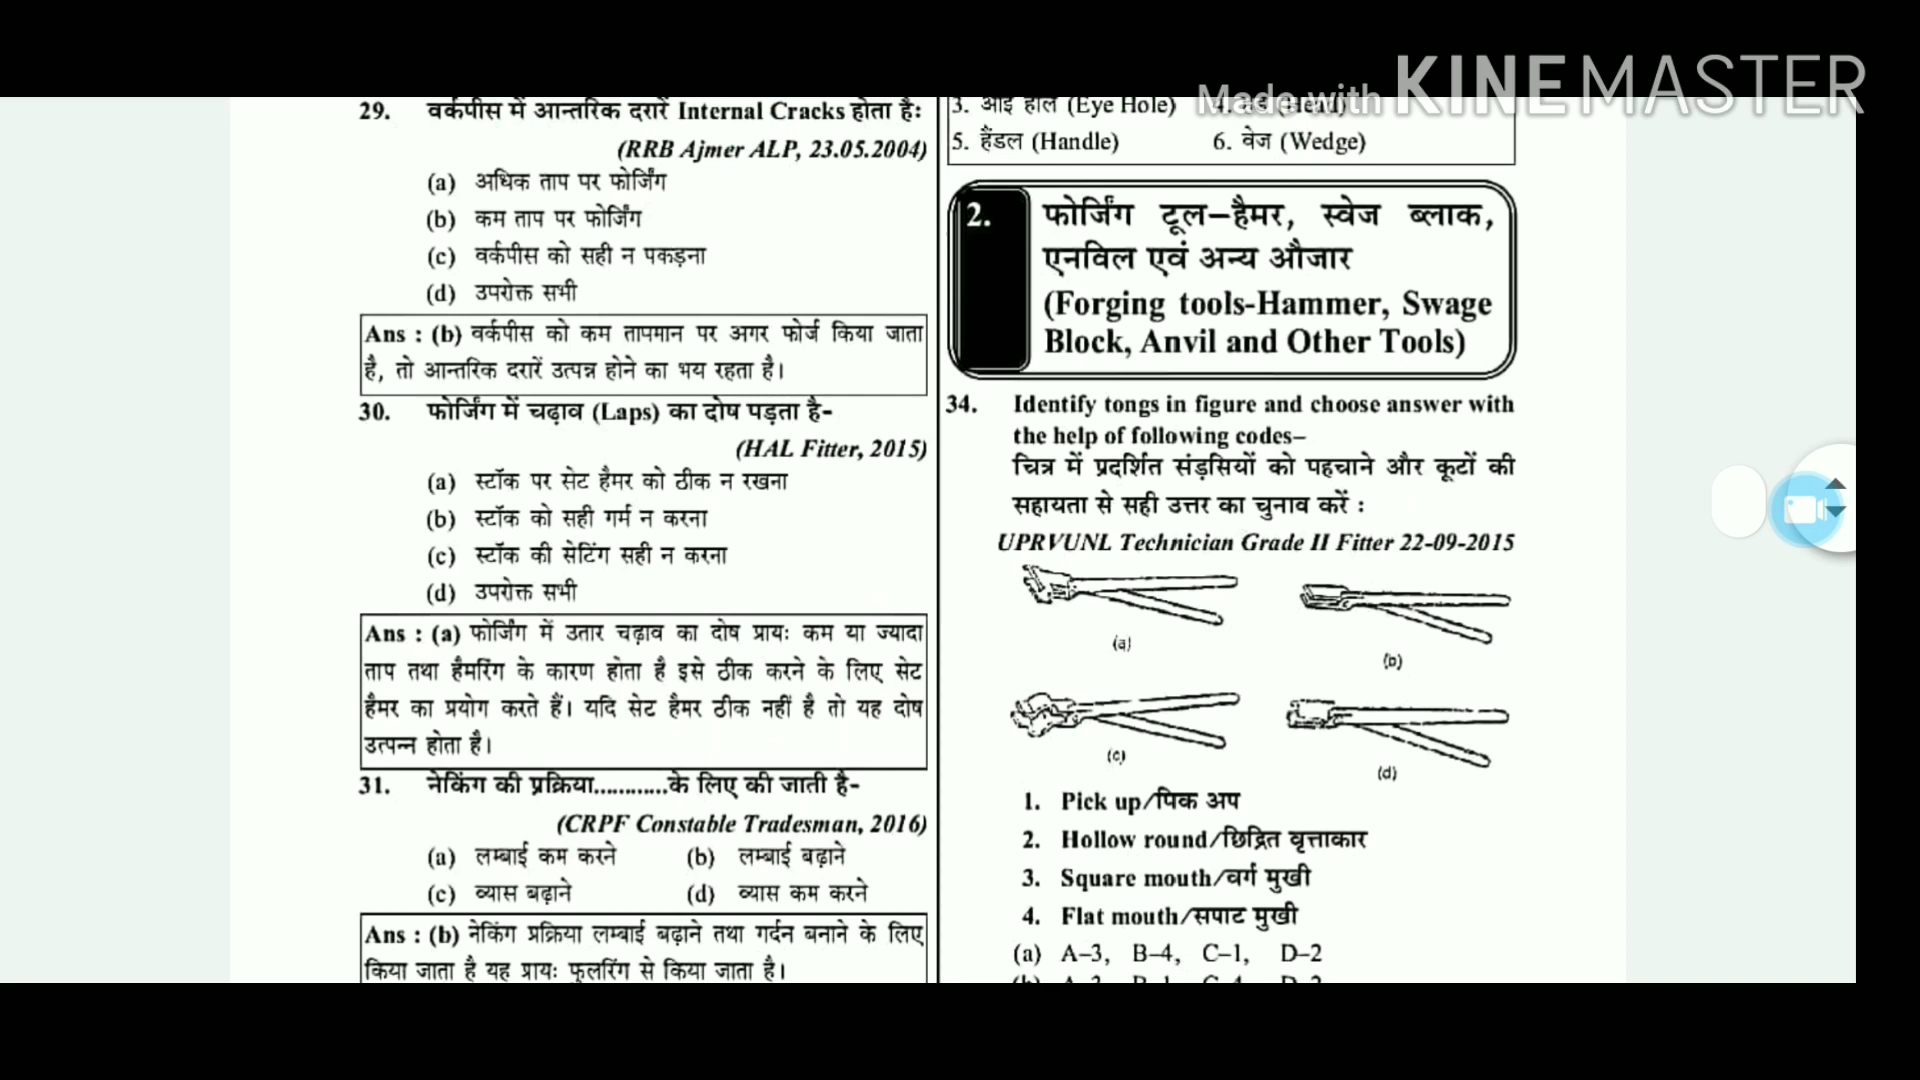 Made with KINEMASTER
29. वर्कपीस में आन्तरिक दरारें Internal Cracks होता है:
(RRB Ajmer ALP, 23.05.2004)
(a) अधिक ताप पर फोर्जिंग
(b) कम ताप पर फोर्जिंग
(c) वर्कपीस को सही न पकड़ना
(d) उपरोक्त सभी
Ans : (b) वर्कपीस को कम तापमान पर अगर फोर्ज किया जाता
है, तो आन्तरिक दरारें उत्पन्न होने का भय रहता है।
30. फोर्जिंग में चढ़ाव (Laps) का दोष पड़ता है-
(HAL Fitter, 2015)
(a) स्टॉक पर सेट हैमर को ठीक न रखना
(b) स्टॉक को सही गर्म न करना
(c) स्टॉक की सेटिंग सही न करना
(d) उपरोक्त सभी
Ans : (a) फोर्जिंग में उतार चढ़ाव का दोष प्रायः कम या ज्यादा
ताप तथा हैमरिंग के कारण होता है इसे ठीक करने के लिए सेट
हैमर का प्रयोग करते हैं। यदि सेट हैमर ठीक नहीं है तो यह दोष
उत्पन्न होता है।
31. नेकिंग की प्रक्रिया............के लिए की जाती है-
(CRPF Constable Tradesman, 2016)
(a) लम्बाई कम करने (b) लम्बाई बढ़ाने
(c) व्यास बढ़ाने (d) व्यास कम करने
Ans : (b) नेकिंग प्रक्रिया लम्बाई बढ़ाने तथा गर्दन बनाने के लिए
किया जाता है यह प्रायः फुलरिंग से किया जाता है।
3. आई होल (Eye Hole) 4. हेड (Head)
5. हैंडल (Handle) 6. वेज (Wedge)
2. फोर्जिंग टूल–हैमर, स्वेज ब्लाक,
एनविल एवं अन्य औजार
(Forging tools-Hammer, Swage
Block, Anvil and Other Tools)
34. Identify tongs in figure and choose answer with
the help of following codes–
चित्र में प्रदर्शित संड़सियों को पहचाने और कूटों की
सहायता से सही उत्तर का चुनाव करें :
UPRVUNL Technician Grade II Fitter 22-09-2015
(a)
(b)
(c)
(d)
1. Pick up/पिक अप
2. Hollow round/छिद्रित वृत्ताकार
3. Square mouth/वर्ग मुखी
4. Flat mouth/सपाट मुखी
(a) A–3, B–4, C–1, D–2